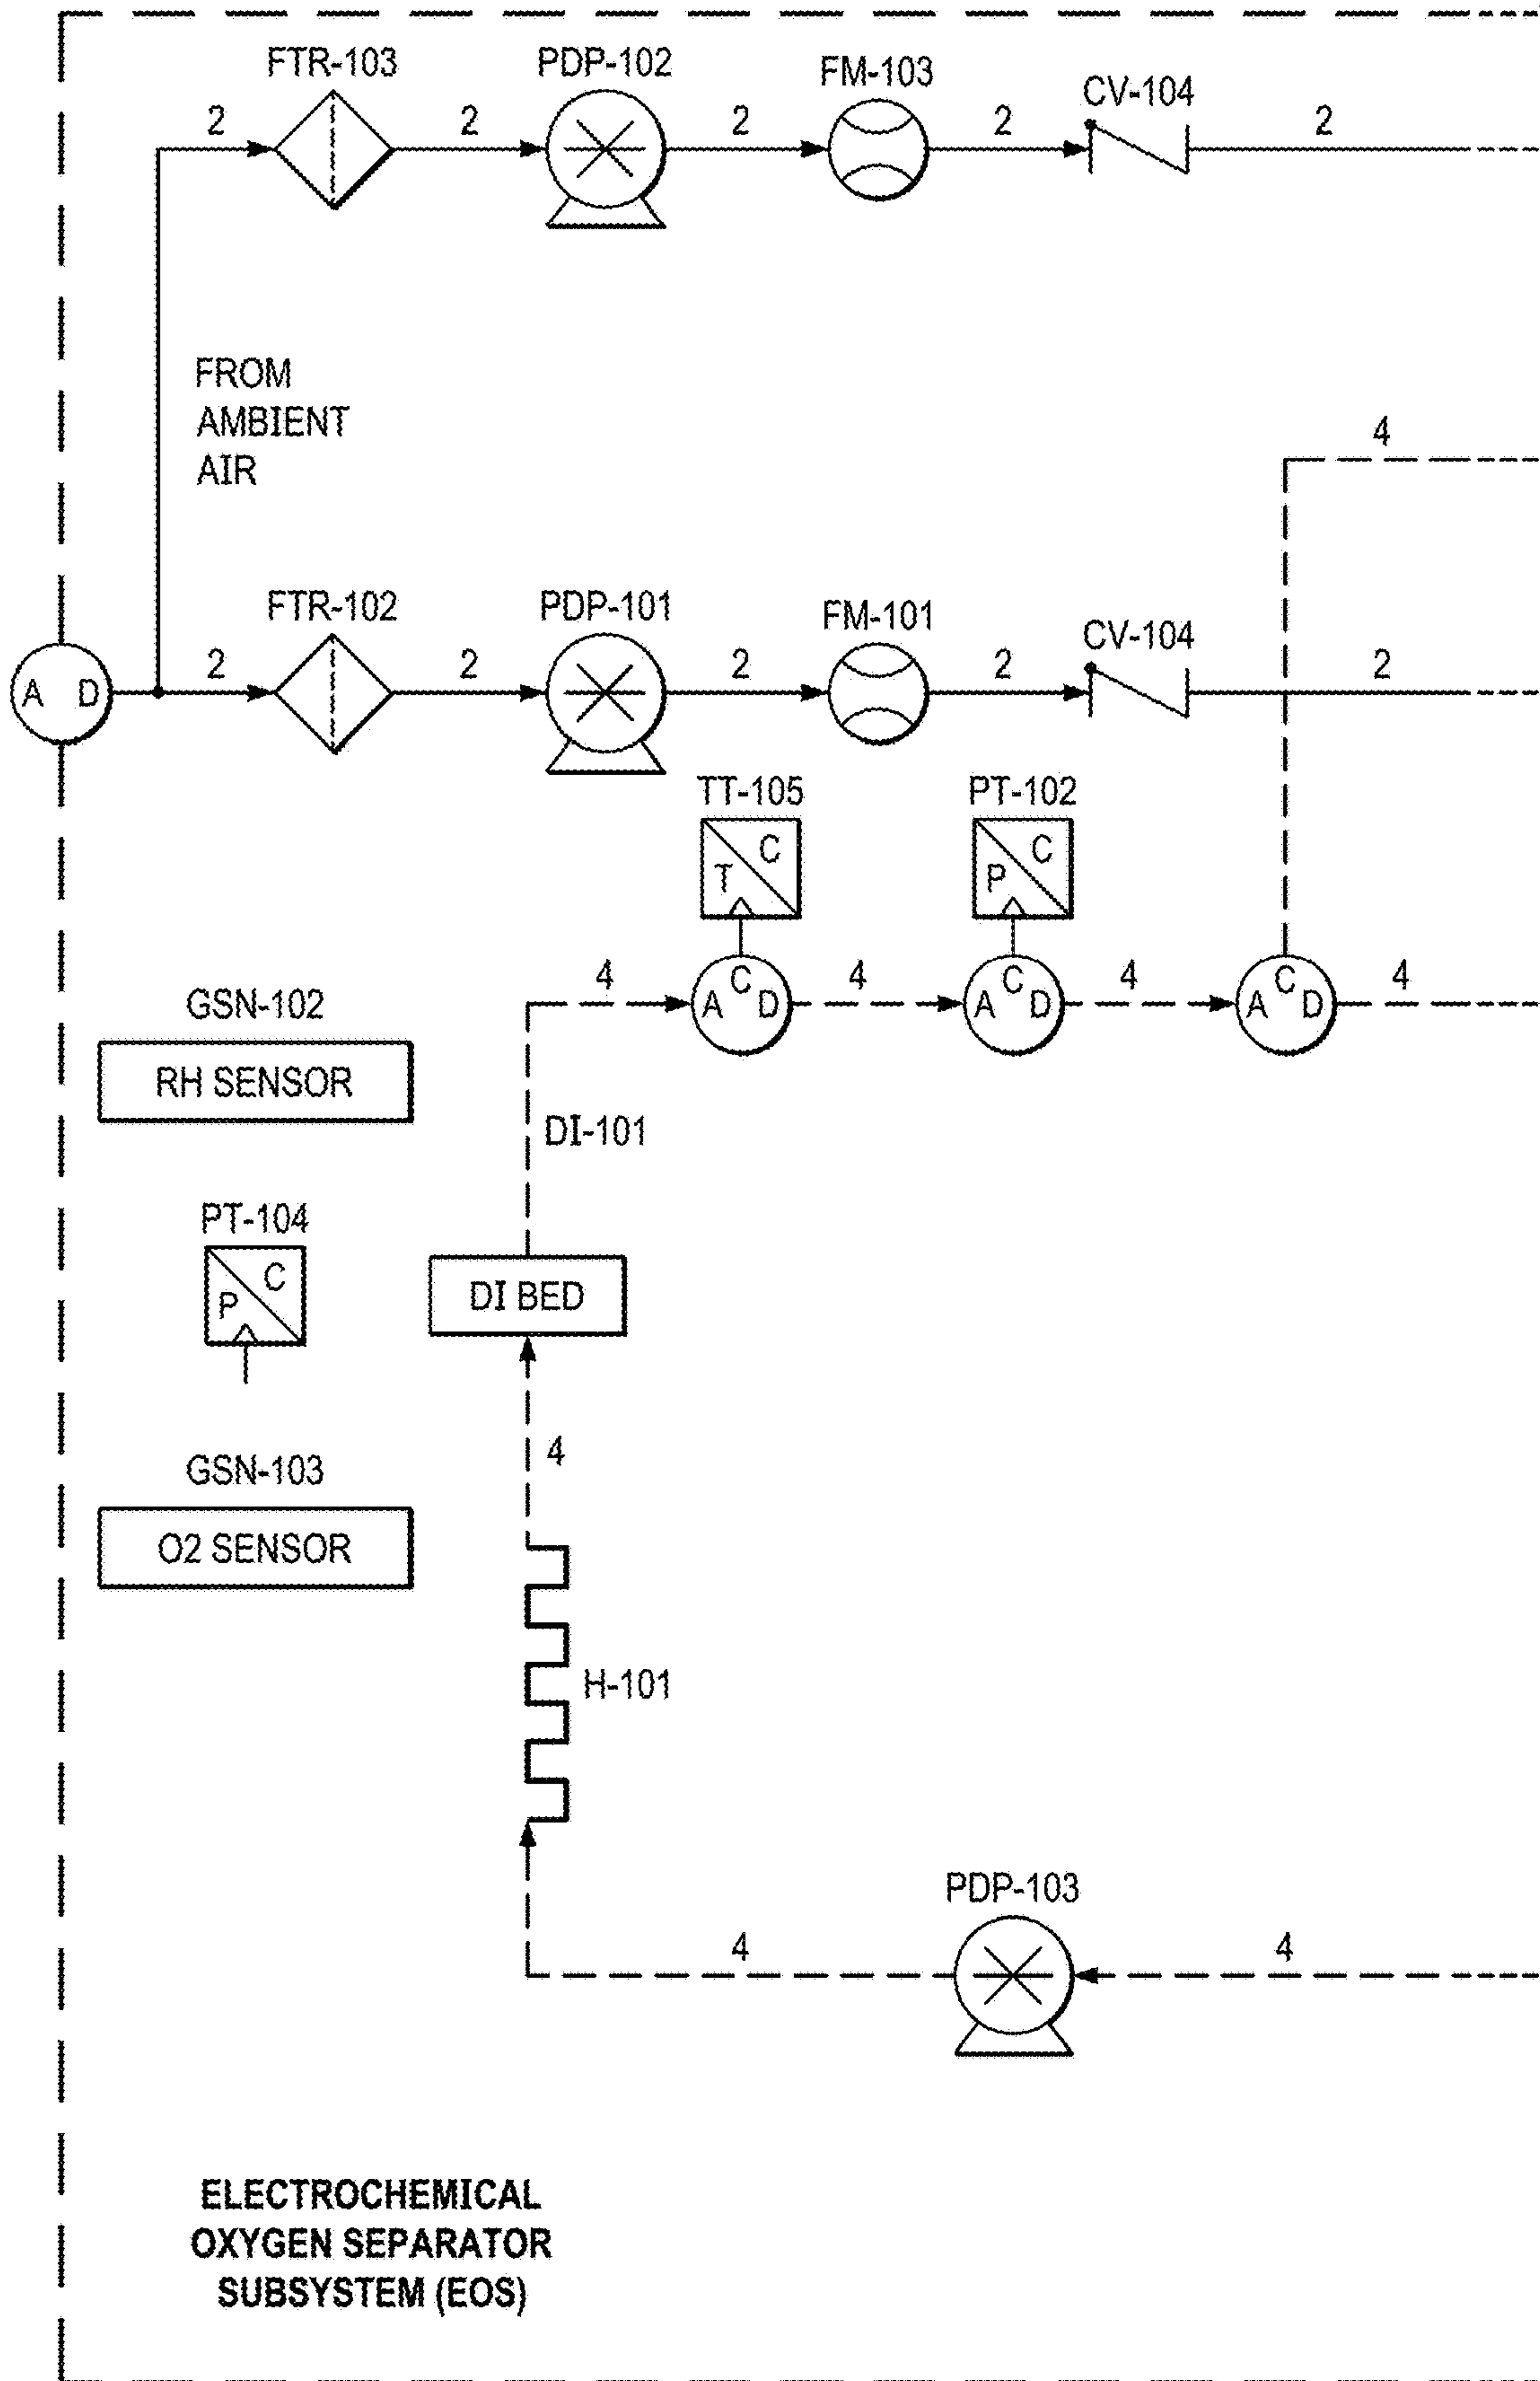 FTR-103
PDP-102
FM-103
CV-104
2
2
2
2
2
FROM
AMBIENT
AIR
4
FTR-102
PDP-101
FM-101
CV-104
A D
2
2
2
2
2
TT-105
PT-102
C
T
C
P
4
A C D
4
A C D
4
A C D
4
GSN-102
RH SENSOR
DI-101
PT-104
C
P
DI BED
4
GSN-103
O2 SENSOR
H-101
PDP-103
4
4
ELECTROCHEMICAL
OXYGEN SEPARATOR
SUBSYSTEM (EOS)